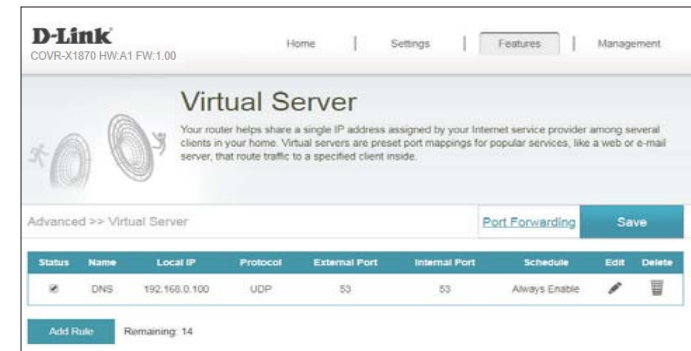 D-Link
COVR-X1870 HW:A1 FW:1.00
Home | Settings | Features | Management
Virtual Server
Your router helps share a single IP address assigned by your Internet service provider among several
clients in your home. Virtual servers are preset port mappings for popular services, like a web or e-mail
server, that route traffic to a specified client inside.
Advanced >> Virtual Server Port Forwarding Save
Status Name Local IP Protocol External Port Internal Port Schedule Edit Delete
DNS 192.168.0.100 UDP 53 53 Always Enable
Add Rule Remaining: 14